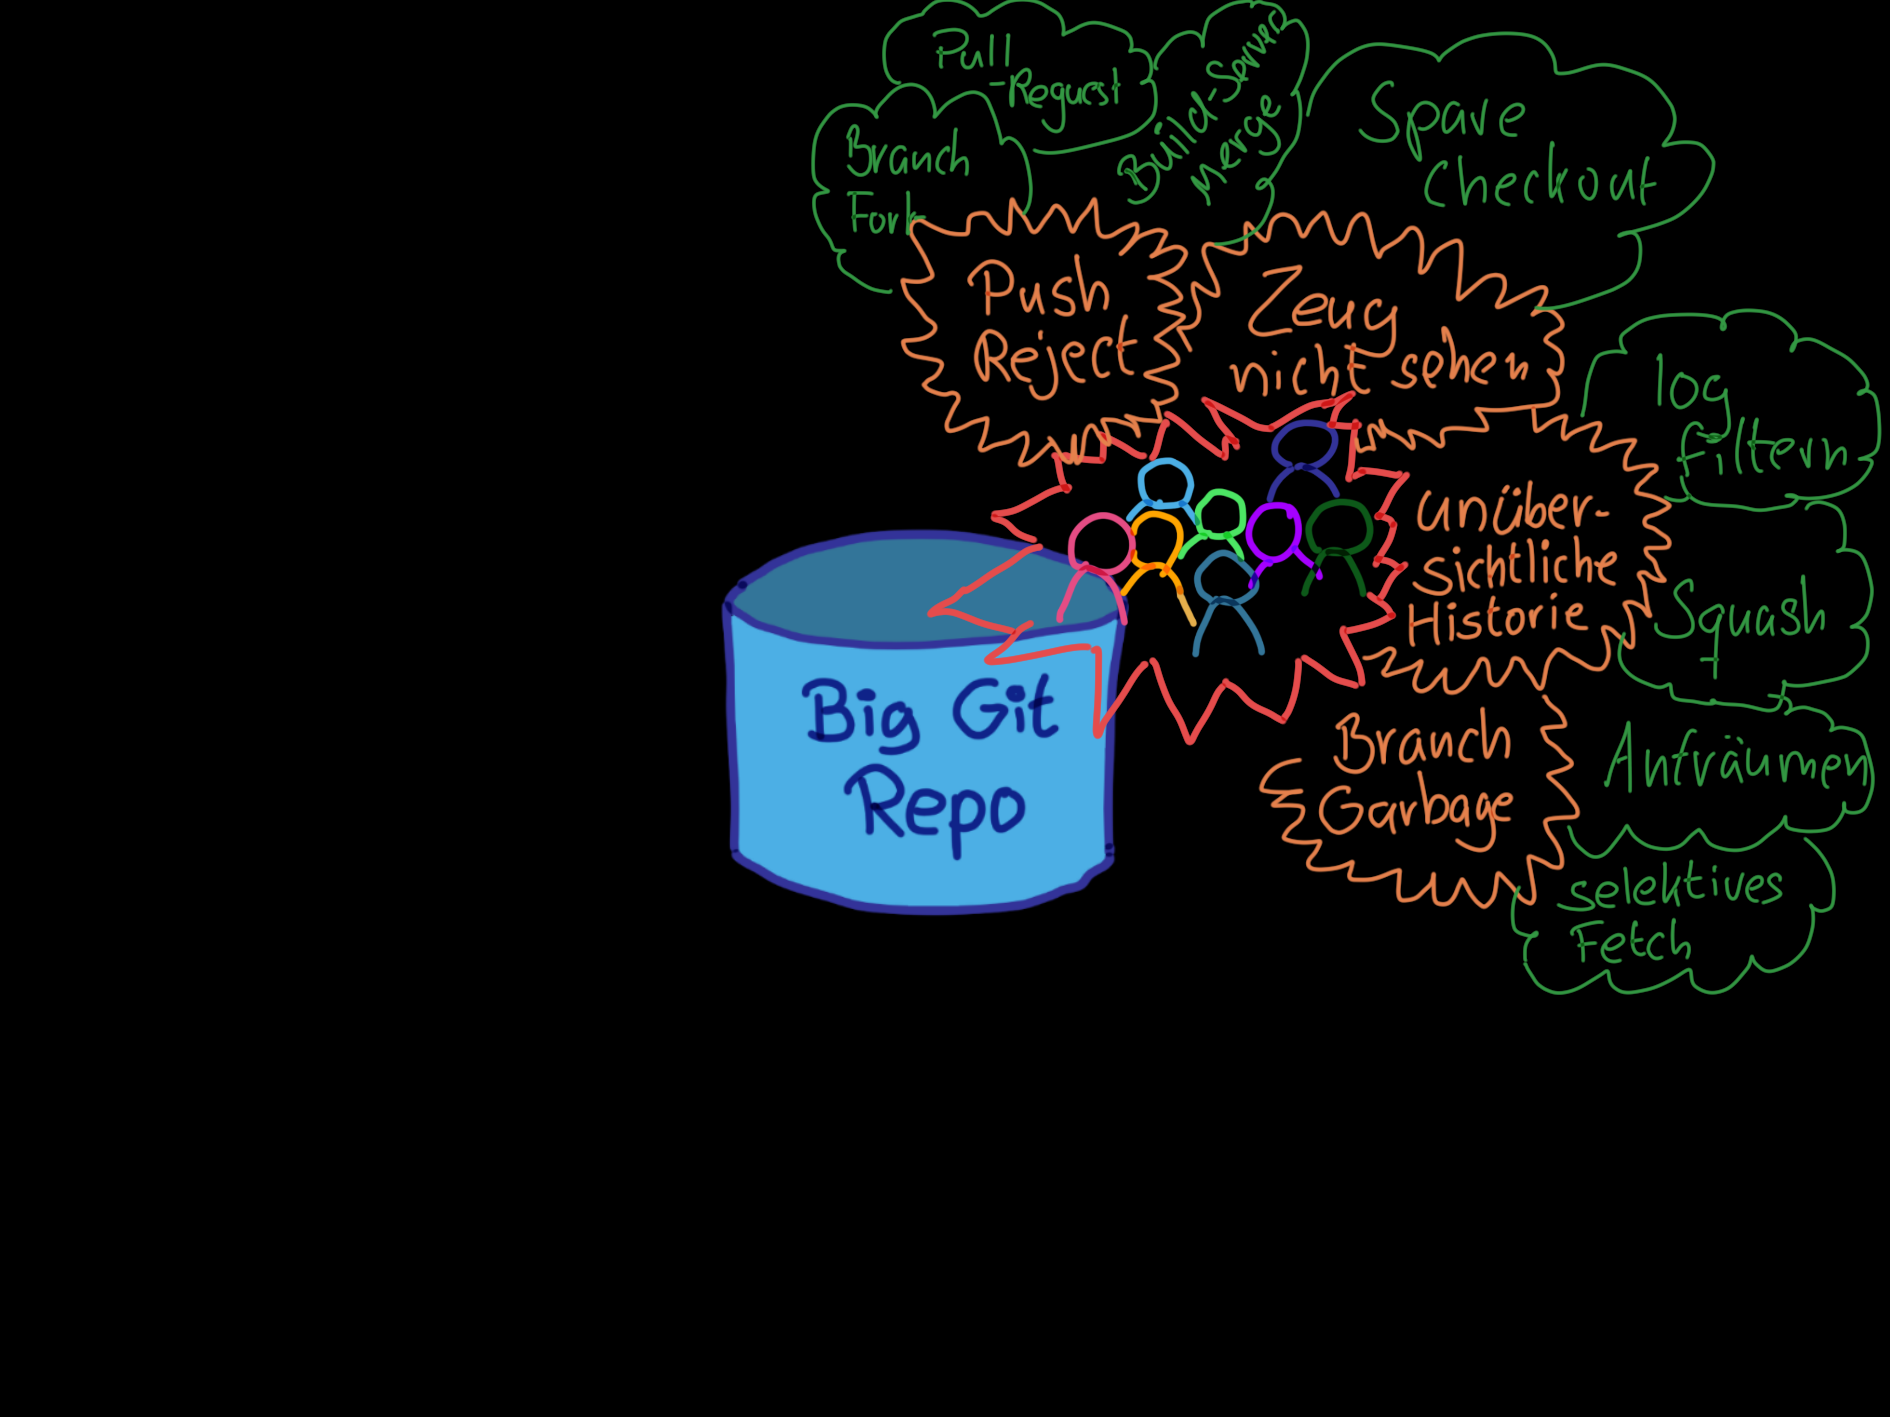 Pull
-Request
Build-Server
Merge
Branch
Fork
Spare
Checkout
Push
Reject
Zeug
nicht sehen
log
filtern
unüber-
sichtliche
Historie
Squash
Branch
Garbage
Aufräumen
selektives
Fetch
Big Git
Repo